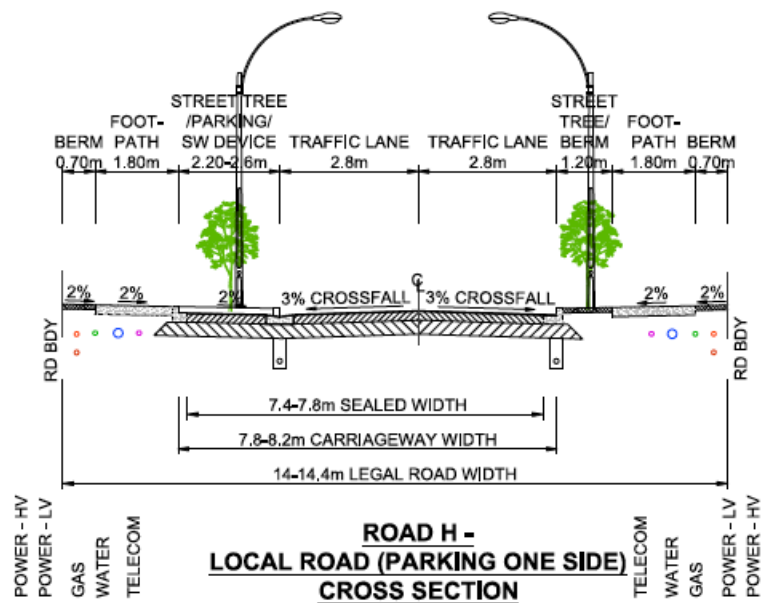 STREET TREE
/PARKING/
SW DEVICE
2.20-2.6m
FOOT-
PATH
1.80m
BERM
0.70m
TRAFFIC LANE
2.8m
TRAFFIC LANE
2.8m
STREET
TREE/
BERM
1.20m
FOOT-
PATH
1.80m
BERM
0.70m
2%
2%
2%
3% CROSSFALL
℄
3% CROSSFALL
2%
2%
RD BDY
RD BDY
7.4-7.8m SEALED WIDTH
7.8-8.2m CARRIAGEWAY WIDTH
14-14.4m LEGAL ROAD WIDTH
POWER - HV
POWER - LV
GAS
WATER
TELECOM
ROAD H -
LOCAL ROAD (PARKING ONE SIDE)
CROSS SECTION
TELECOM
WATER
GAS
POWER - LV
POWER - HV